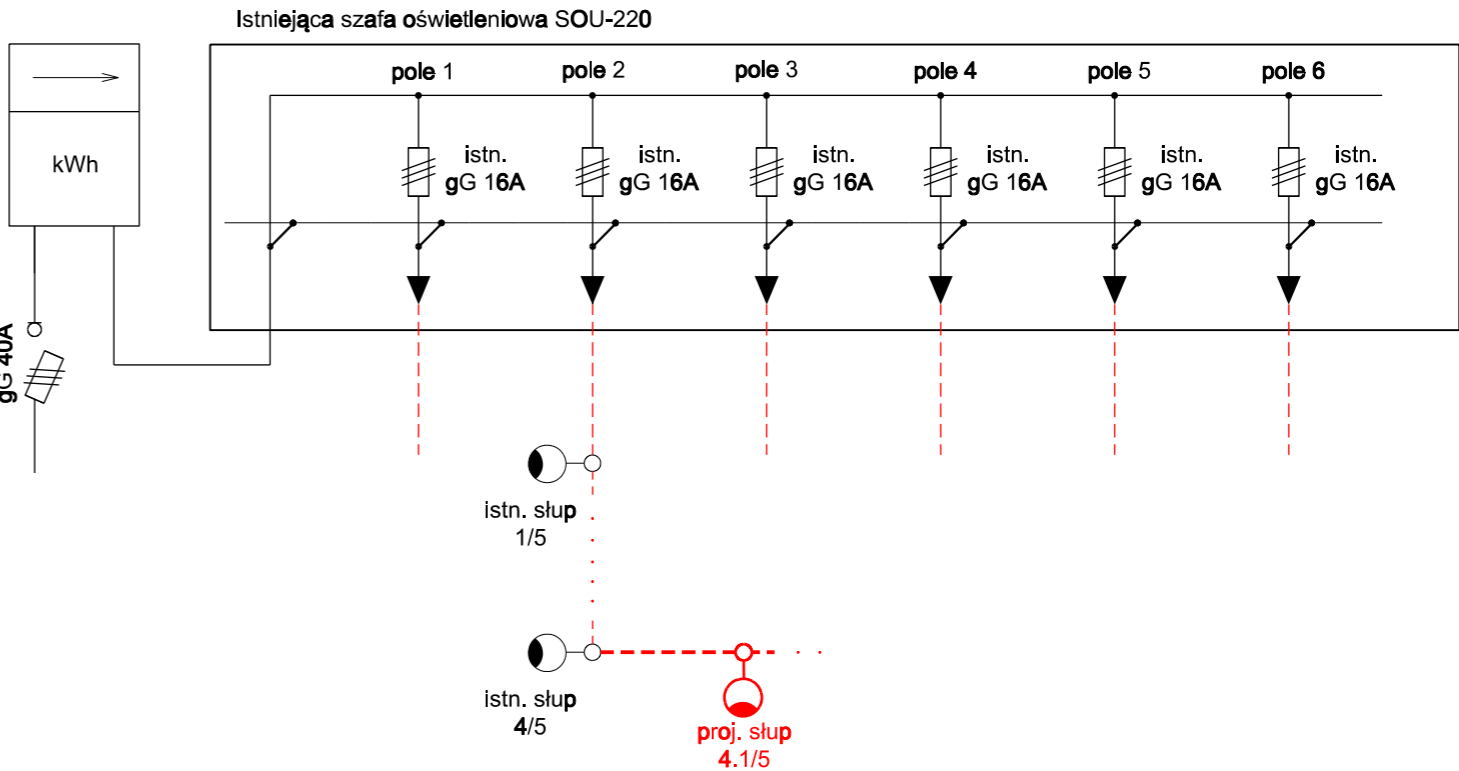 Istniejąca szafa oświetleniowa SOU-220
pole 1
pole 2
pole 3
pole 4
pole 5
pole 6
kWh
istn.
gG 16A
istn.
gG 16A
istn.
gG 16A
istn.
gG 16A
istn.
gG 16A
istn.
gG 16A
gG 40A
istn. słup
1/5
istn. słup
4/5
proj. słup
4.1/5